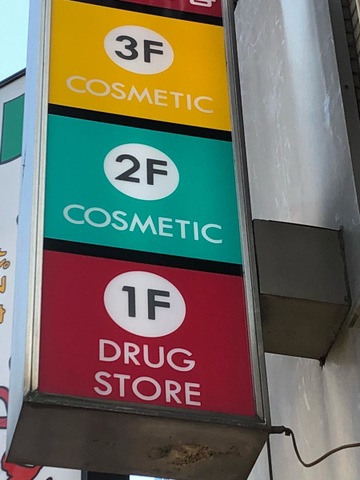 3F
COSMETIC
2F
COSMETIC
1F
DRUG
STORE